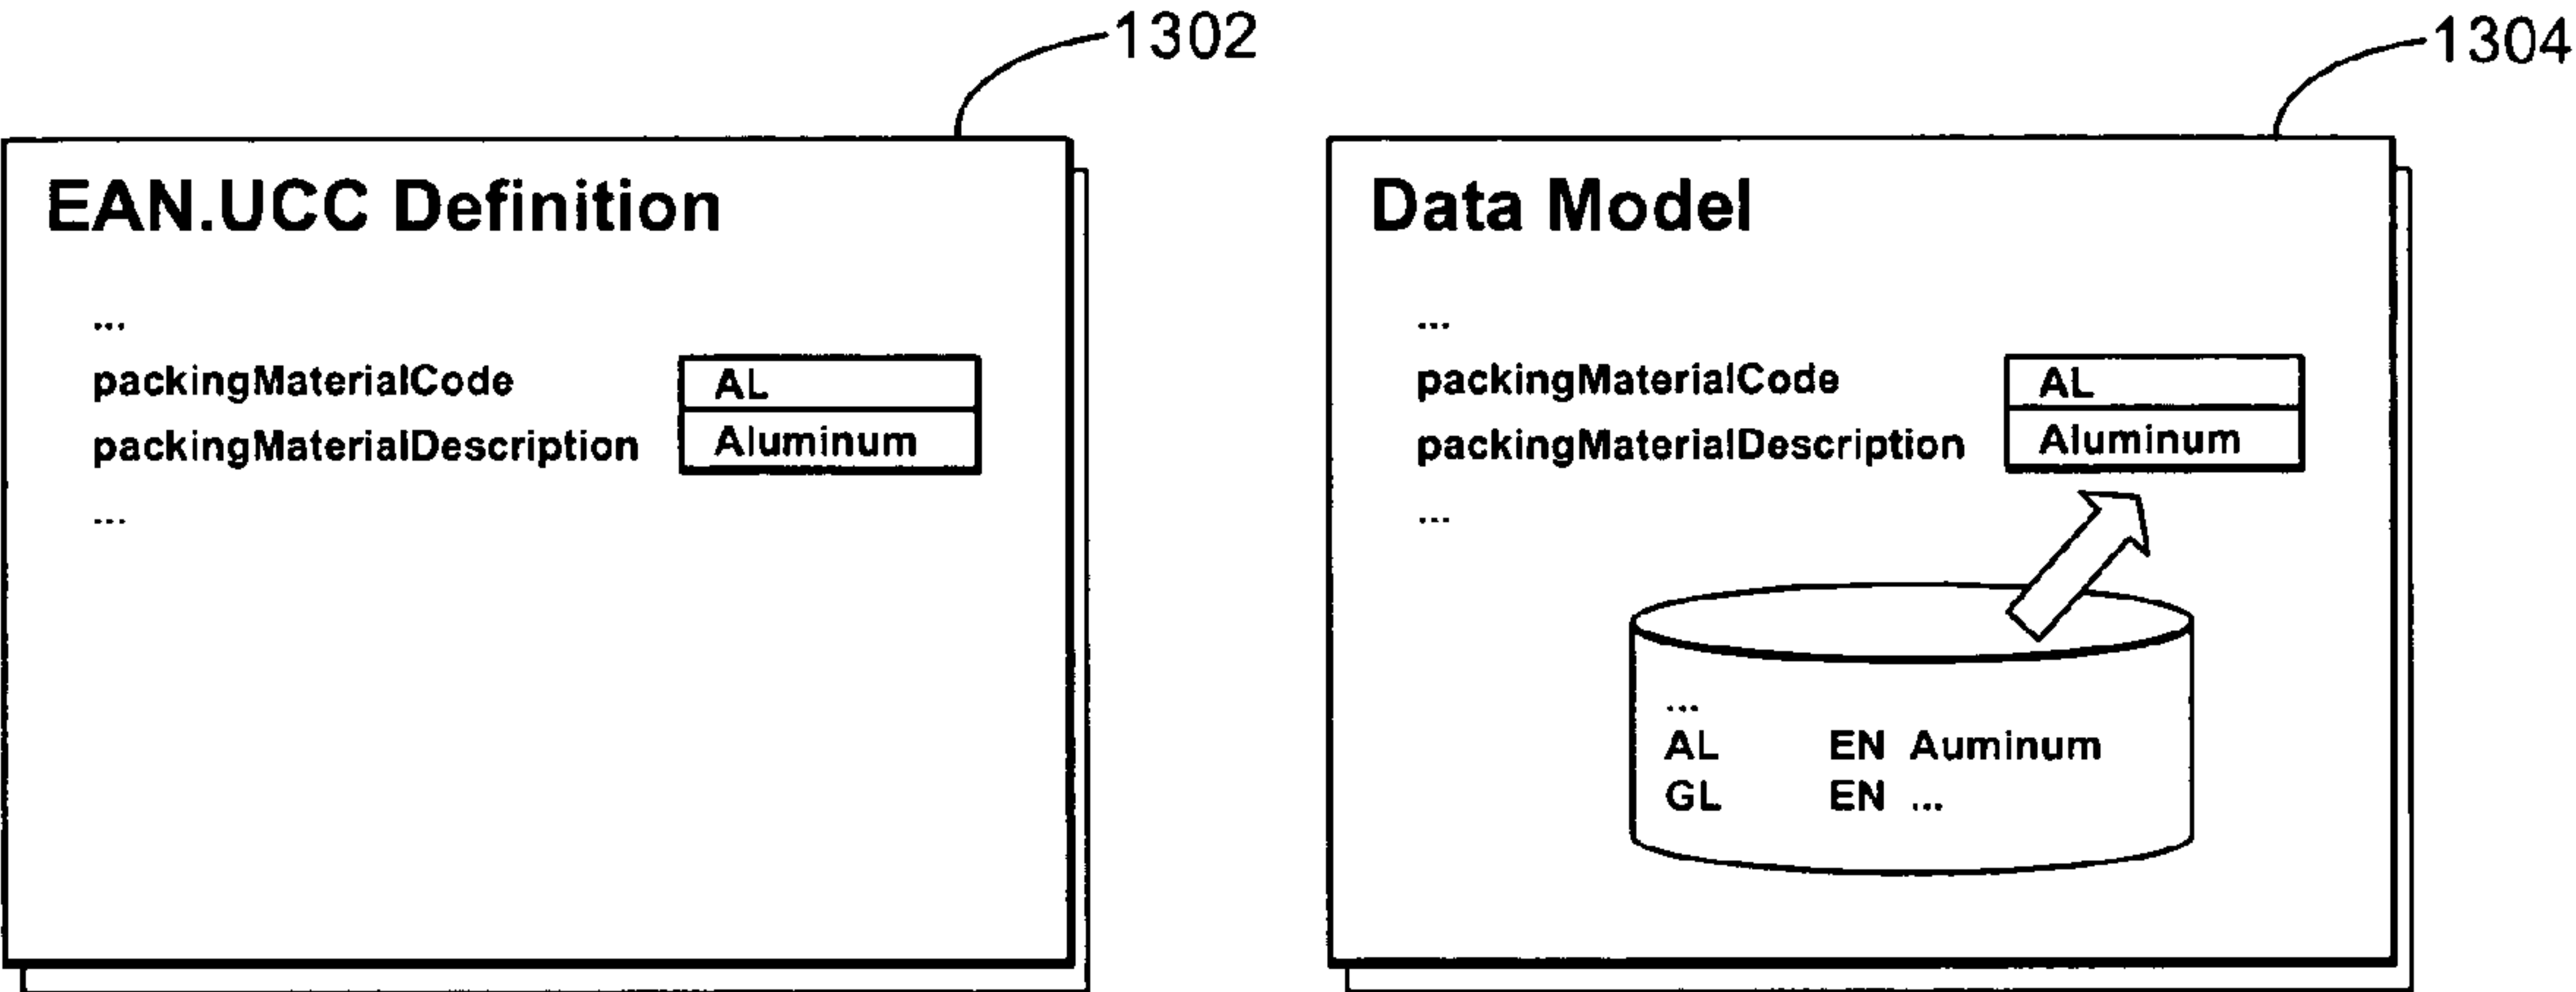 1302
EAN.UCC Definition
...
packingMaterialCode AL
packingMaterialDescription Aluminum
...
1304
Data Model
...
packingMaterialCode AL
packingMaterialDescription Aluminum
...
...
AL EN Auminum
GL EN ...